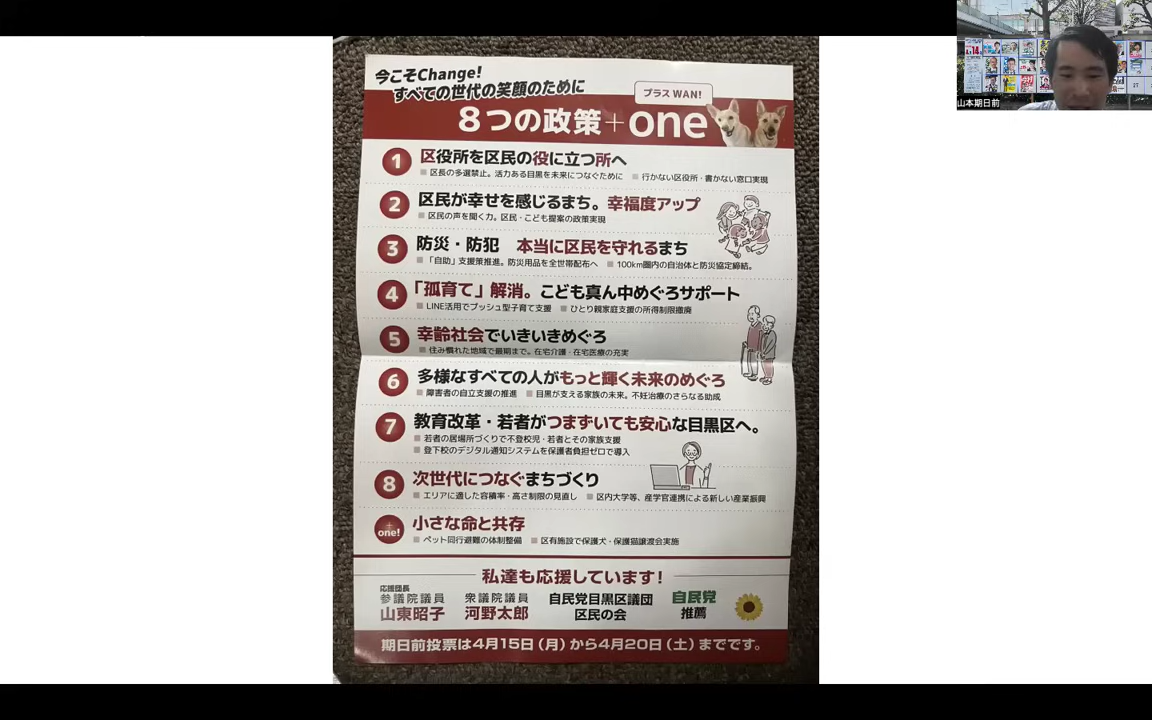 今こそChange!
すべての世代の笑顔のために
プラス WAN!
8つの政策+one
1 区役所を区民の役に立つ所へ
■ 区長の多選禁止。活力ある目黒を未来につなぐために ■ 行かない区役所・書かない窓口実現
2 区民が幸せを感じるまち。幸福度アップ
■ 区民の声を聞く力。区民・こども提案の政策実現
3 防災・防犯 本当に区民を守れるまち
■ 「自助」支援策推進。防災用品を全世帯配布へ ■ 100km圏内の自治体と防災協定締結。
4 「孤育て」解消。こども真ん中めぐろサポート
■ LINE活用でプッシュ型子育て支援 ■ ひとり親家庭支援の所得制限撤廃
5 幸齢社会でいきいきめぐろ
■ 住み慣れた地域で最期まで。在宅介護・在宅医療の充実
6 多様なすべての人がもっと輝く未来のめぐろ
■ 障害者の自立支援の推進 ■ 目黒が支える家族の未来。不妊治療のさらなる助成
7 教育改革・若者がつまずいても安心な目黒区へ。
■ 若者の居場所づくりで不登校児・若者とその家族支援
■ 登下校のデジタル通知システムを保護者負担ゼロで導入
8 次世代につなぐまちづくり
■ エリアに適した容積率・高さ制限の見直し ■ 区内大学等、産学官連携による新しい産業振興
+one! 小さな命と共存
■ ペット同行避難の体制整備 ■ 区有施設で保護犬・保護猫譲渡会実施
私達も応援しています!
応援団長
参議院議員 衆議院議員 自民党目黒区議団 自民党
山東昭子 河野太郎 区民の会 推薦
期日前投票は4月15日(月)から4月20日(土)までです。
山本期日前